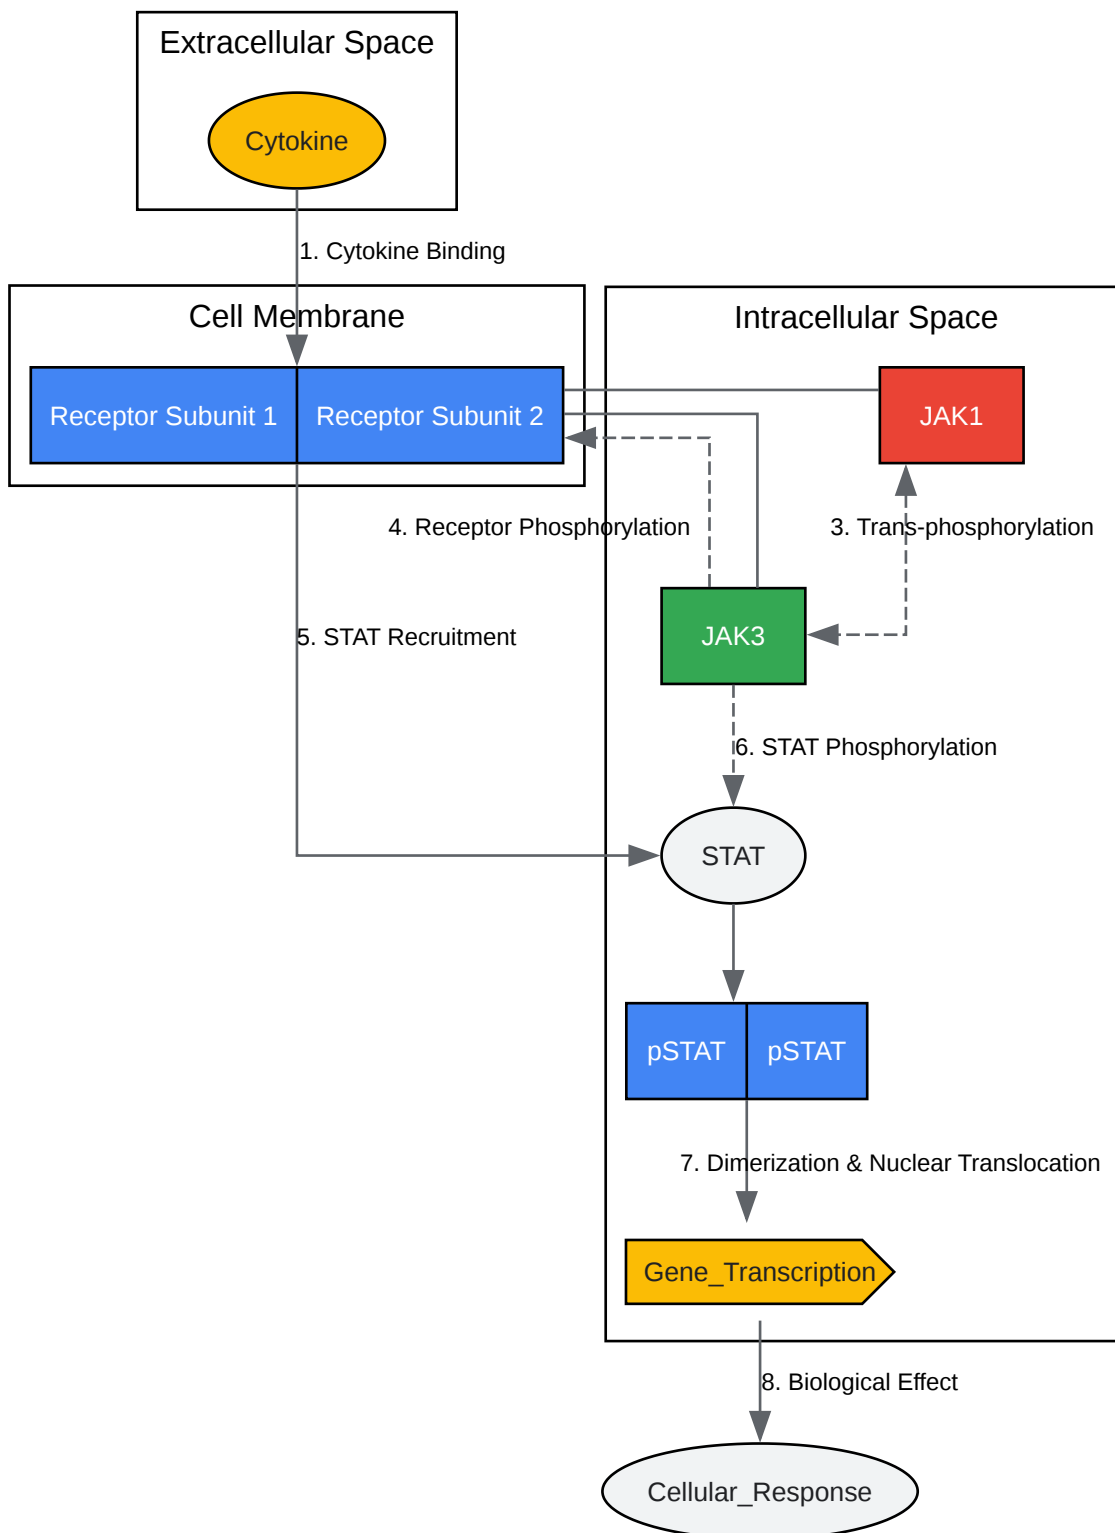 Extracellular Space
Cytokine
1. Cytokine Binding
Cell Membrane
Intracellular Space
Receptor Subunit 1
Receptor Subunit 2
JAK1
4. Receptor Phosphorylation
3. Trans-phosphorylation
5. STAT Recruitment
JAK3
6. STAT Phosphorylation
STAT
pSTAT
pSTAT
7. Dimerization & Nuclear Translocation
Gene_Transcription
8. Biological Effect
Cellular_Response